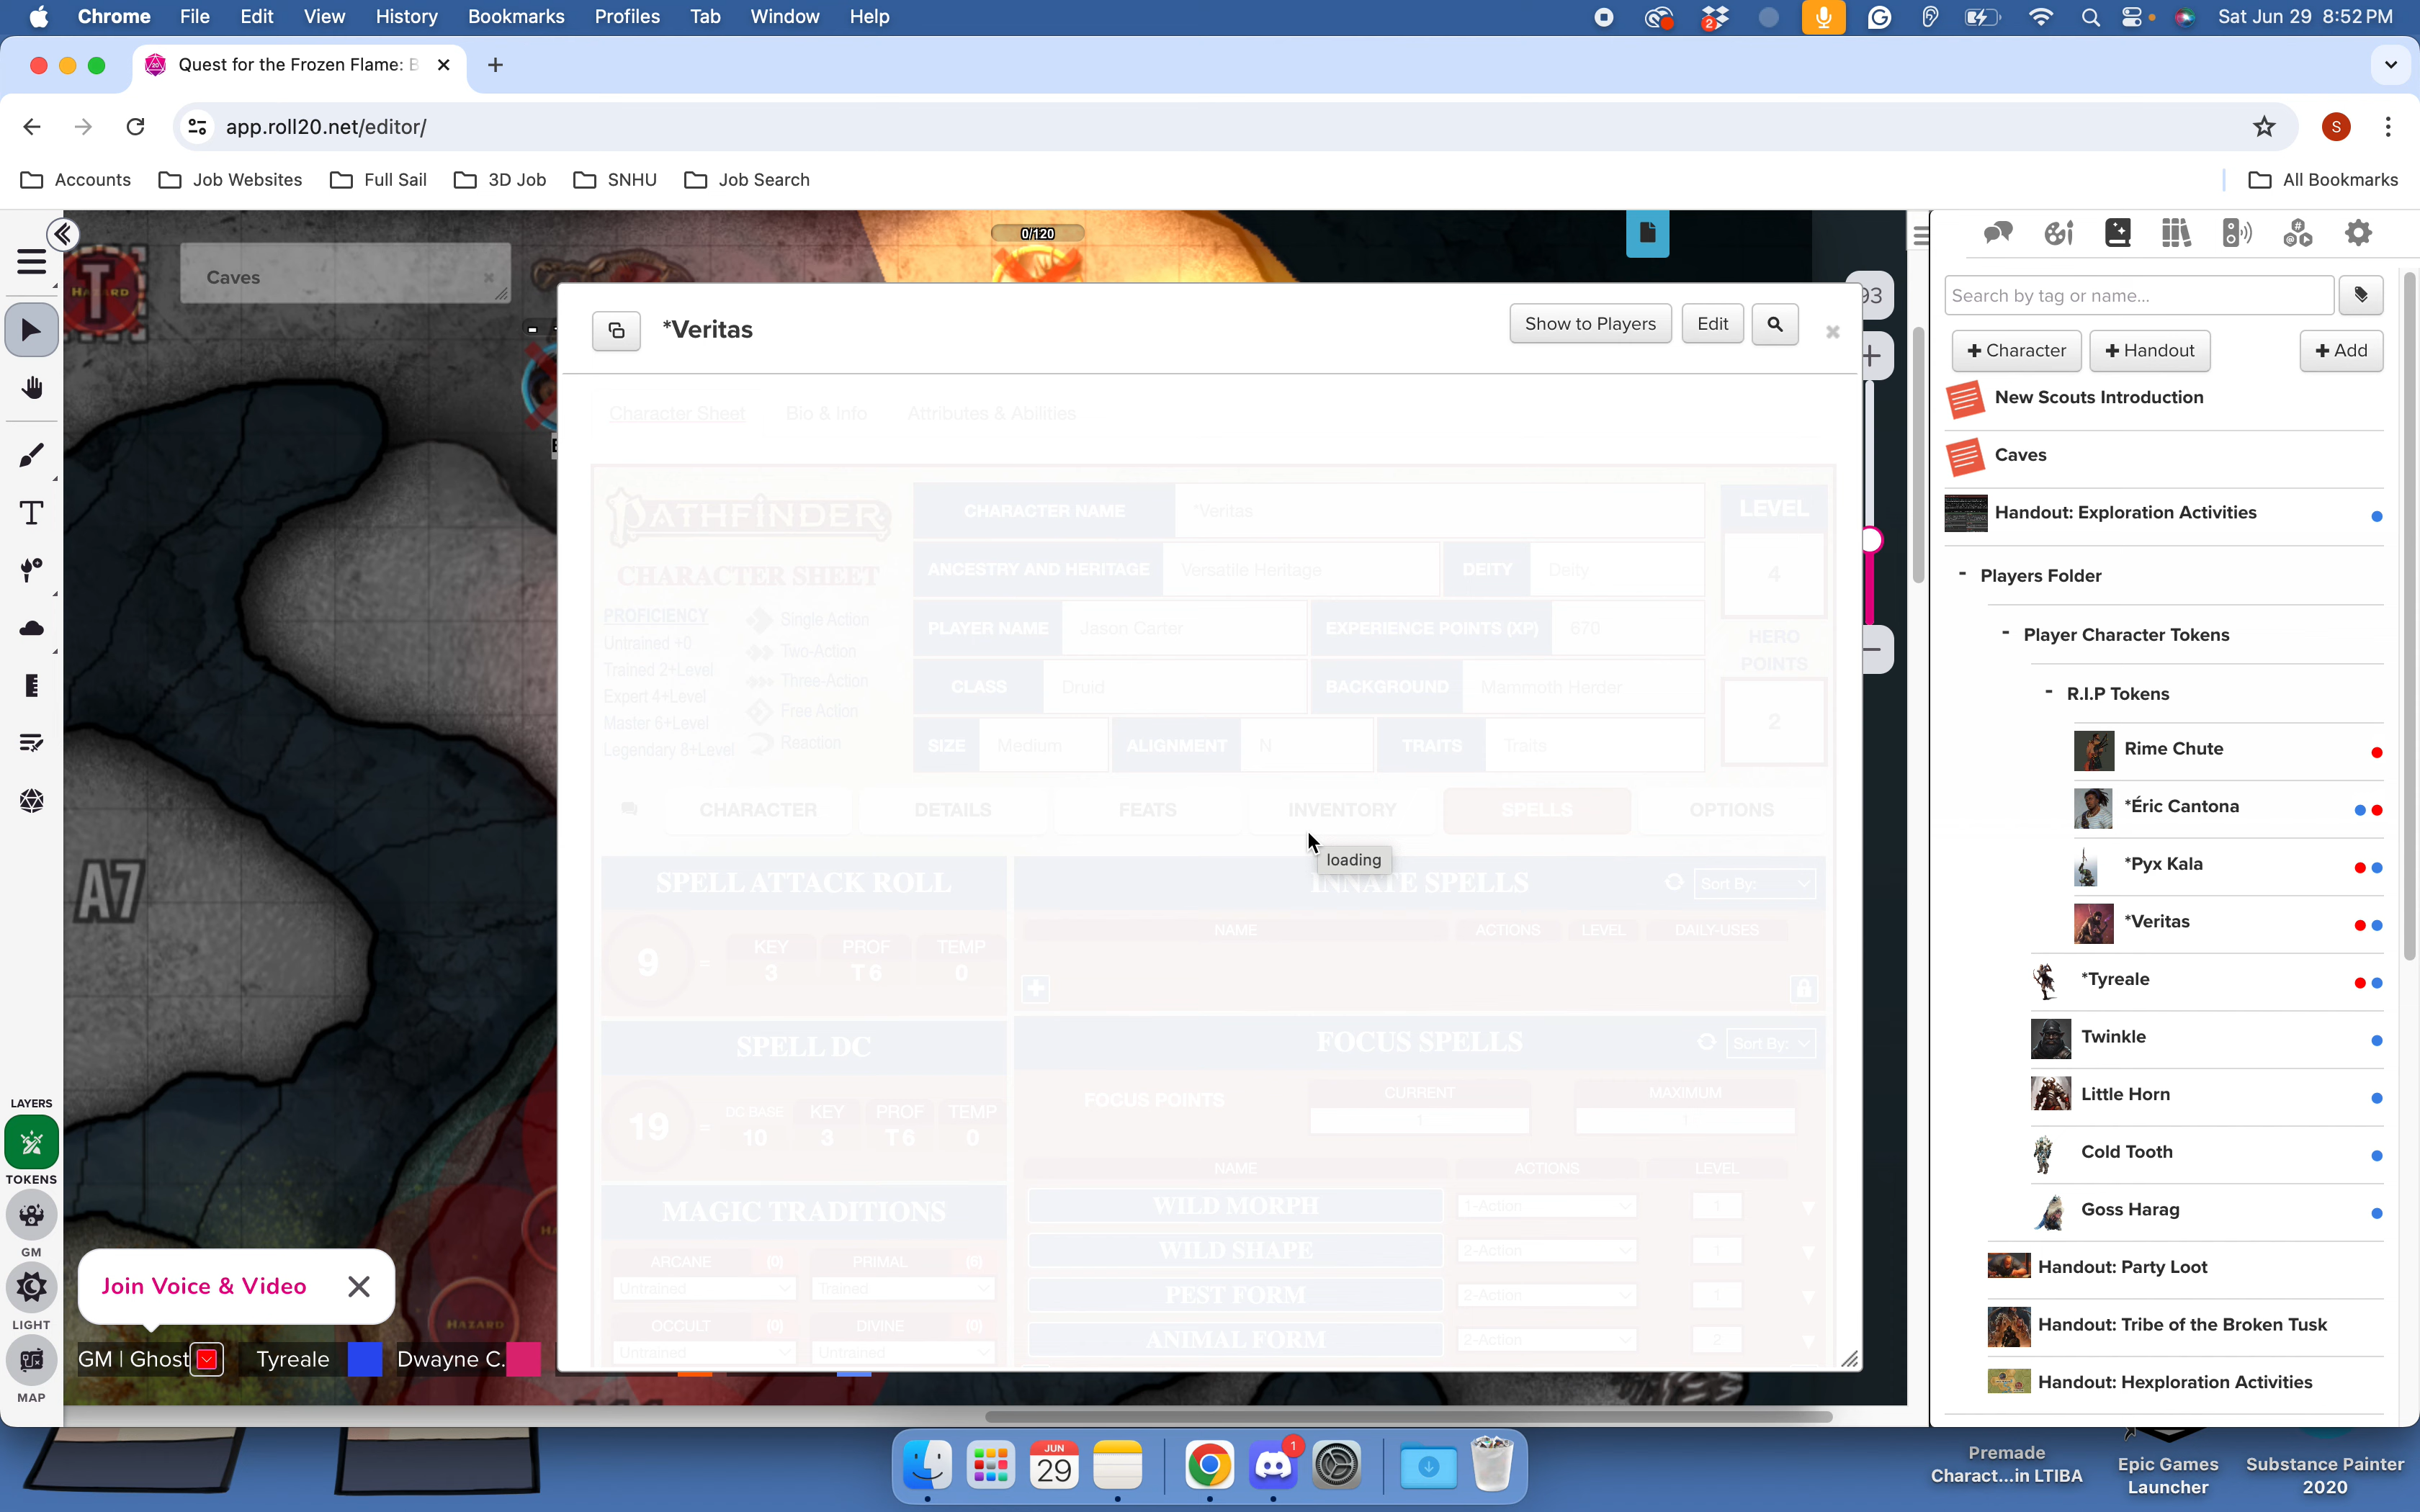 Chrome File Edit View History Bookmarks Profiles Tab Window Help
2
Sat Jun 29 8:52 PM
Quest for the Frozen Flame: B
app.roll20.net/editor/
S
Accounts Job Websites Full Sail 3D Job SNHU Job Search
All Bookmarks
0/120
Caves
HAZARD
T
93
*Veritas
Show to Players Edit
Character Sheet Bio & Info Attributes & Abilities
PATHFINDER
CHARACTER SHEET
PROFICIENCY
Untrained +0
Trained 2+Level
Expert 4+Level
Master 6+Level
Legendary 8+Level
Single Action
Two-Action
Three-Action
Free Action
Reaction
CHARACTER NAME *Veritas
ANCESTRY AND HERITAGE Versatile Heritage DEITY Deity
PLAYER NAME Jason Carter EXPERIENCE POINTS (XP) 670
CLASS Druid BACKGROUND Mammoth Herder
SIZE Medium ALIGNMENT N TRAITS Traits
LEVEL
4
HERO
POINTS
2
CHARACTER DETAILS FEATS INVENTORY SPELLS OPTIONS
loading
SPELL ATTACK ROLL
9 = KEY PROF TEMP
3 T 6 0
SPELL DC
19 = DC BASE KEY PROF TEMP
10 3 T 6 0
MAGIC TRADITIONS
ARCANE (0) PRIMAL (6)
Untrained Trained
OCCULT (0) DIVINE (0)
Untrained Untrained
INNATE SPELLS
Sort By:
NAME ACTIONS LEVEL DAILY-USES
FOCUS SPELLS
Sort By:
FOCUS POINTS CURRENT MAXIMUM
1 1
NAME ACTIONS LEVEL
WILD MORPH 1-Action 1
WILD SHAPE 2-Action 1
PEST FORM 2-Action 1
ANIMAL FORM 2-Action 2
A7
HAZARD
LAYERS
TOKENS
GM
LIGHT
MAP
Join Voice & Video
GM | Ghost Tyreale Dwayne C.
Search by tag or name...
+ Character + Handout + Add
New Scouts Introduction
Caves
Handout: Exploration Activities
- Players Folder
- Player Character Tokens
- R.I.P Tokens
Rime Chute
*Éric Cantona
*Pyx Kala
*Veritas
*Tyreale
Twinkle
Little Horn
Cold Tooth
Goss Harag
Handout: Party Loot
Handout: Tribe of the Broken Tusk
Handout: Hexploration Activities
JUN
29
1
Premade
Charact...in LTIBA
Epic Games
Launcher
Substance Painter
2020